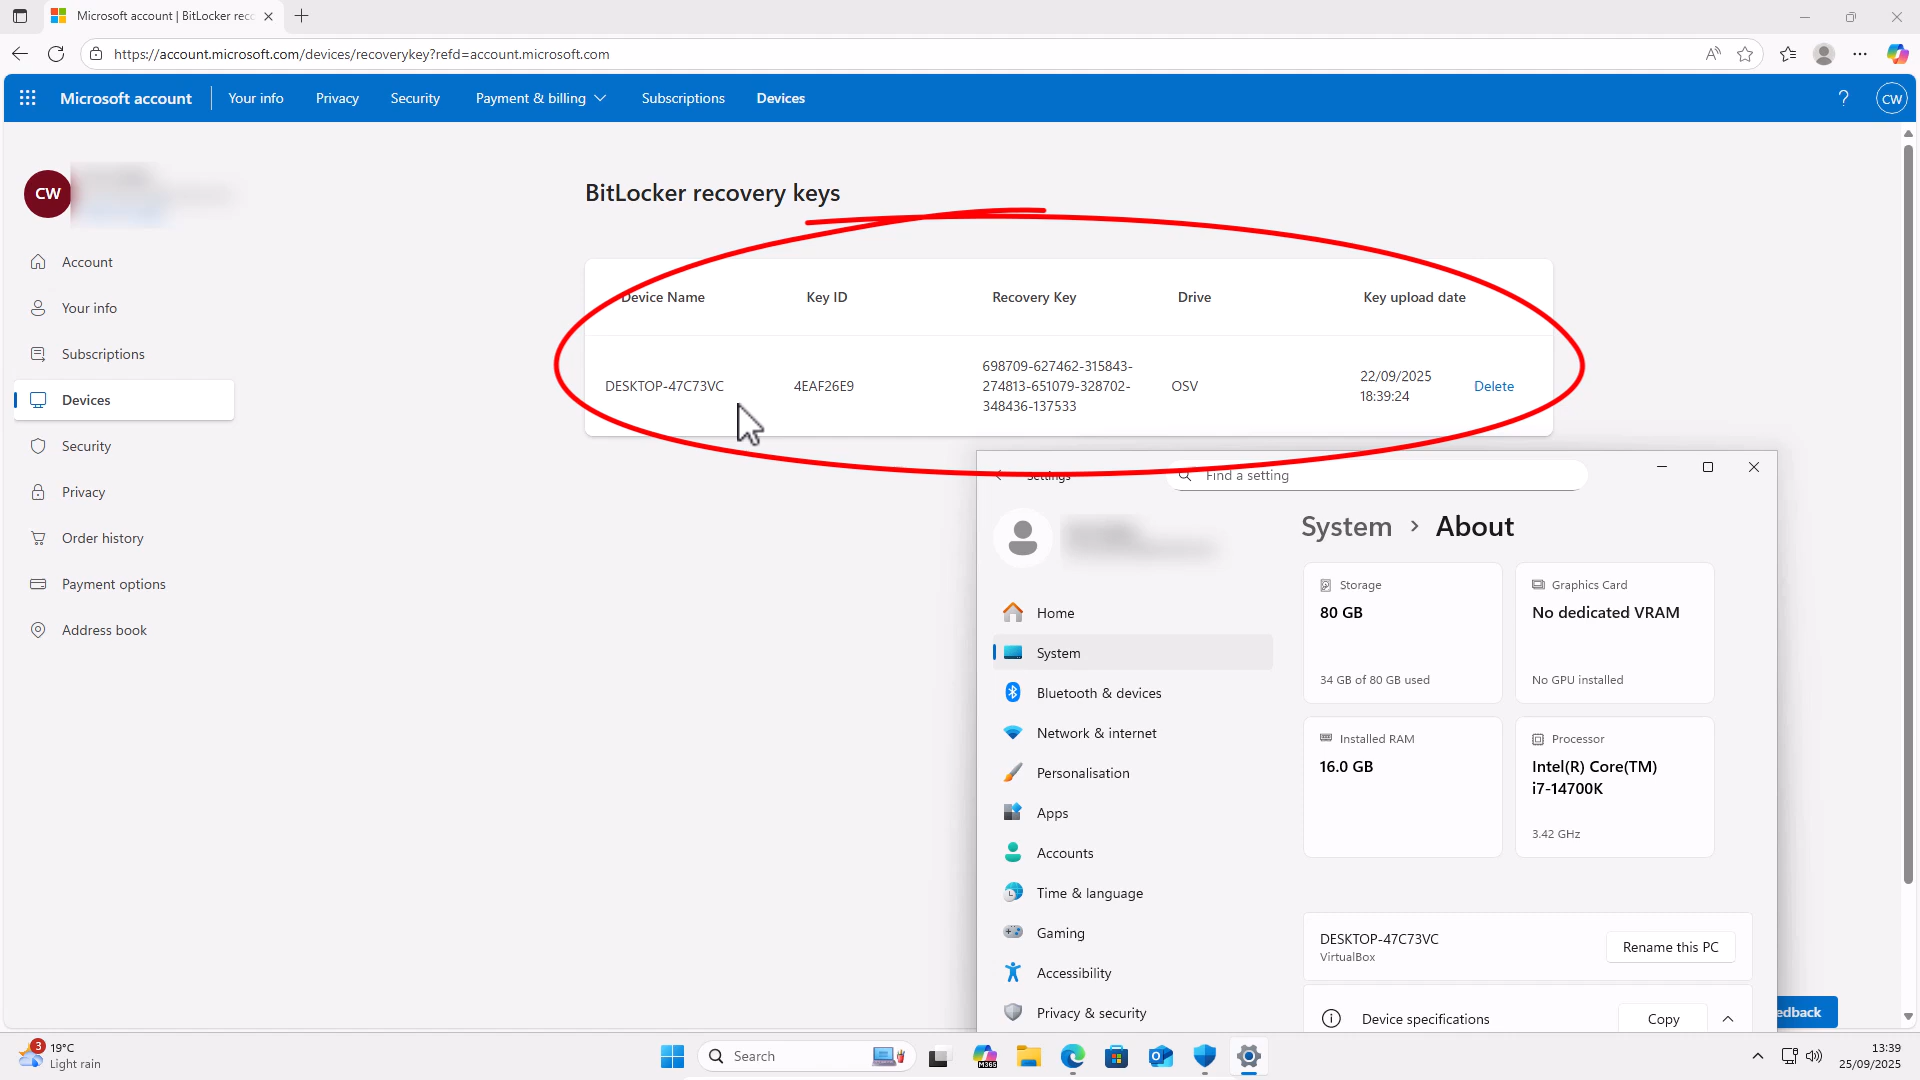 Microsoft account | BitLocker reco
https://account.microsoft.com/devices/recoverykey?refd=account.microsoft.com
Microsoft account
Your info
Privacy
Security
Payment & billing
Subscriptions
Devices
?
CW
CW
Account
Your info
Subscriptions
Devices
Security
Privacy
Order history
Payment options
Address book
BitLocker recovery keys
Device Name
Key ID
Recovery Key
Drive
Key upload date
DESKTOP-47C73VC
4EAF26E9
698709-627462-315843-
274813-651079-328702-
348436-137533
OSV
22/09/2025
18:39:24
Delete
Settings
Find a setting
System > About
Home
System
Bluetooth & devices
Network & internet
Personalisation
Apps
Accounts
Time & language
Gaming
Accessibility
Privacy & security
Storage
80 GB
34 GB of 80 GB used
Graphics Card
No dedicated VRAM
No GPU installed
Installed RAM
16.0 GB
Processor
Intel(R) Core(TM)
i7-14700K
3.42 GHz
DESKTOP-47C73VC
VirtualBox
Rename this PC
Device specifications
Copy
edback
3
19°C
Light rain
Search
M365
13:39
25/09/2025